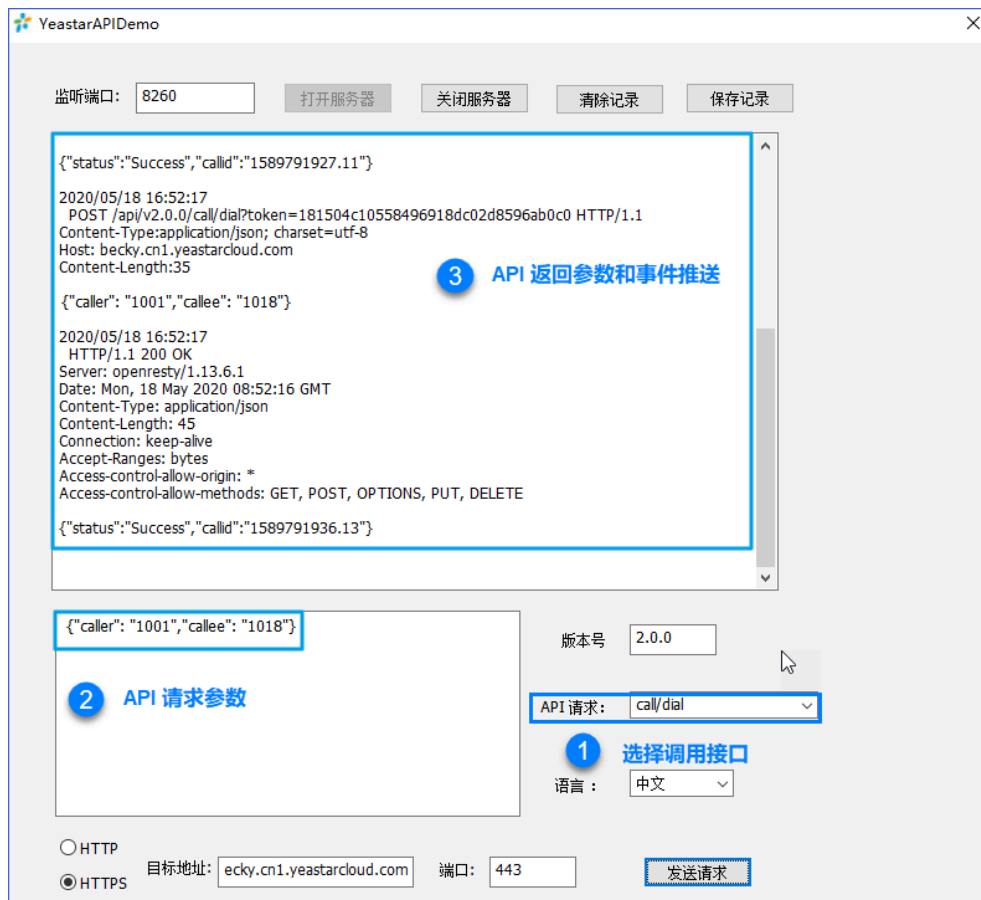 YeastarAPIDemo
监听端口: 8260 打开服务器 关闭服务器 清除记录 保存记录
{"status":"Success","callid":"1589791927.11"}
2020/05/18 16:52:17
POST /api/v2.0.0/call/dial?token=181504c10558496918dc02d8596ab0c0 HTTP/1.1
Content-Type:application/json; charset=utf-8
Host: becky.cn1.yeastarcloud.com
Content-Length:35
3 API 返回参数和事件推送
{"caller": "1001","callee": "1018"}
2020/05/18 16:52:17
HTTP/1.1 200 OK
Server: openresty/1.13.6.1
Date: Mon, 18 May 2020 08:52:16 GMT
Content-Type: application/json
Content-Length: 45
Connection: keep-alive
Accept-Ranges: bytes
Access-control-allow-origin: *
Access-control-allow-methods: GET, POST, OPTIONS, PUT, DELETE
{"status":"Success","callid":"1589791936.13"}
{"caller": "1001","callee": "1018"}
2 API 请求参数
版本号 2.0.0
API 请求: call/dial
1 选择调用接口
语言： 中文
HTTP
HTTPS
目标地址: ecky.cn1.yeastarcloud.com 端口: 443 发送请求